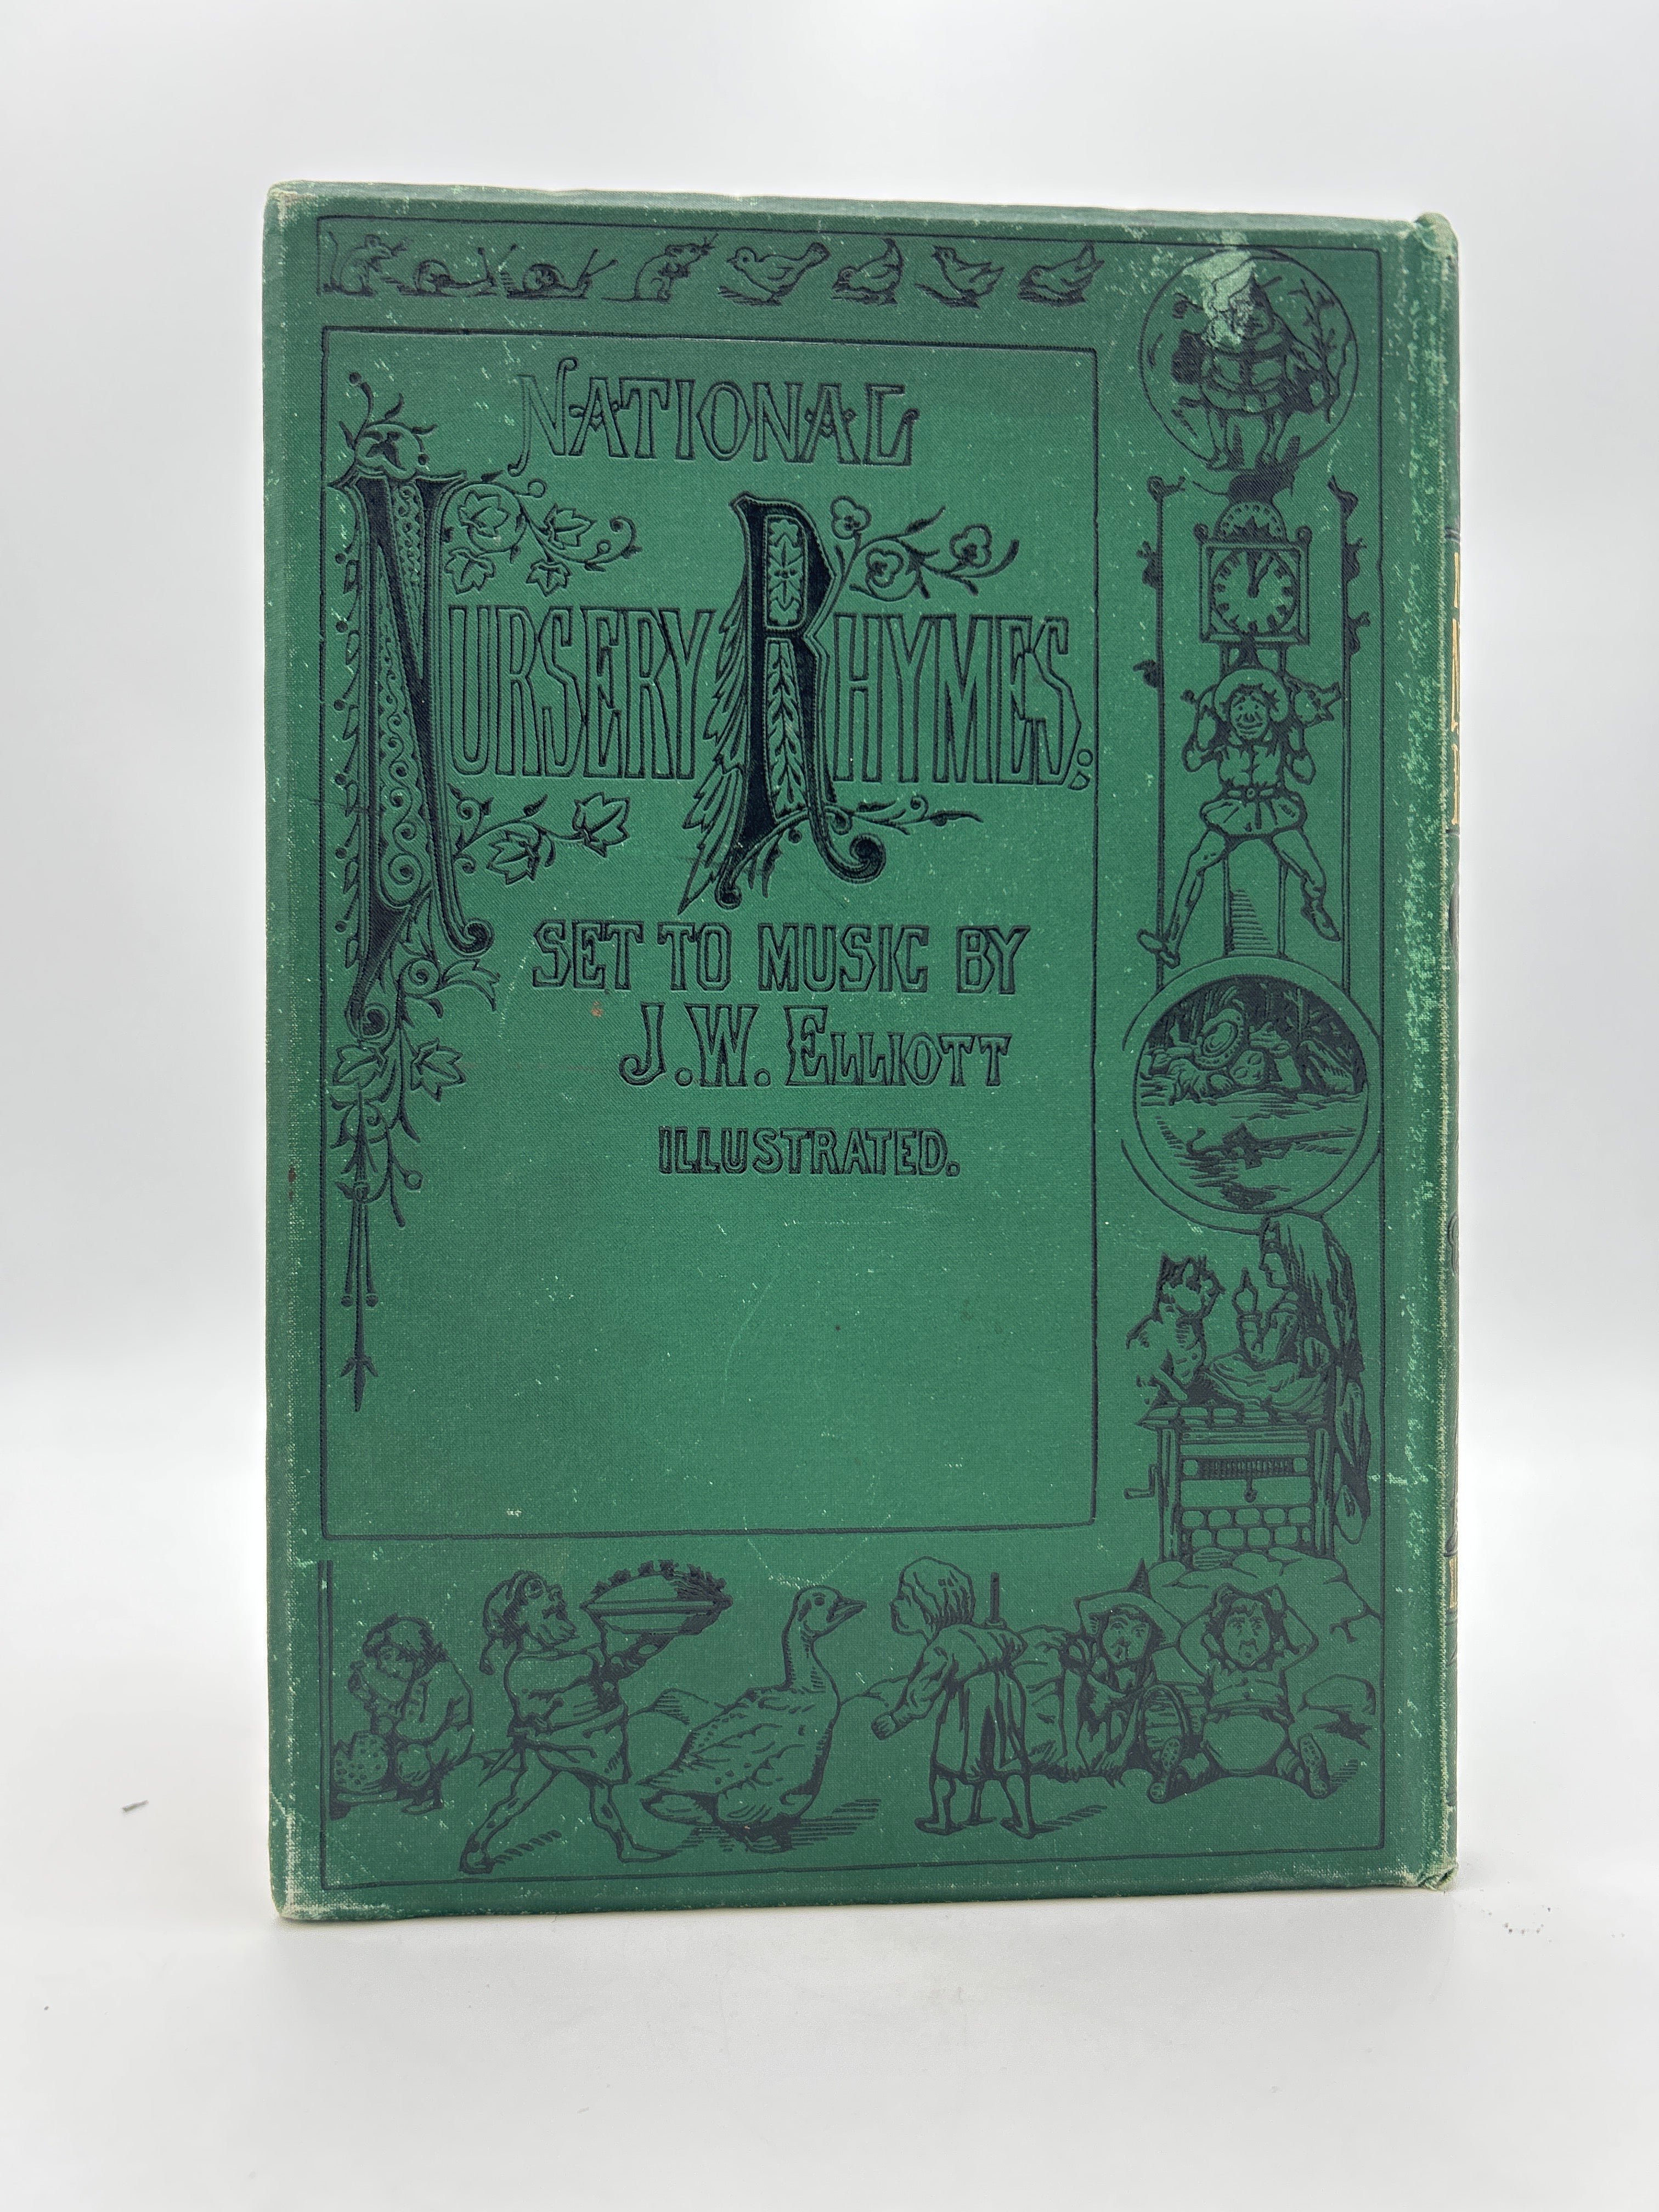 NATIONAL
NURSERY RHYMES;
SET TO MUSIC BY
J. W. ELLIOTT
ILLUSTRATED.